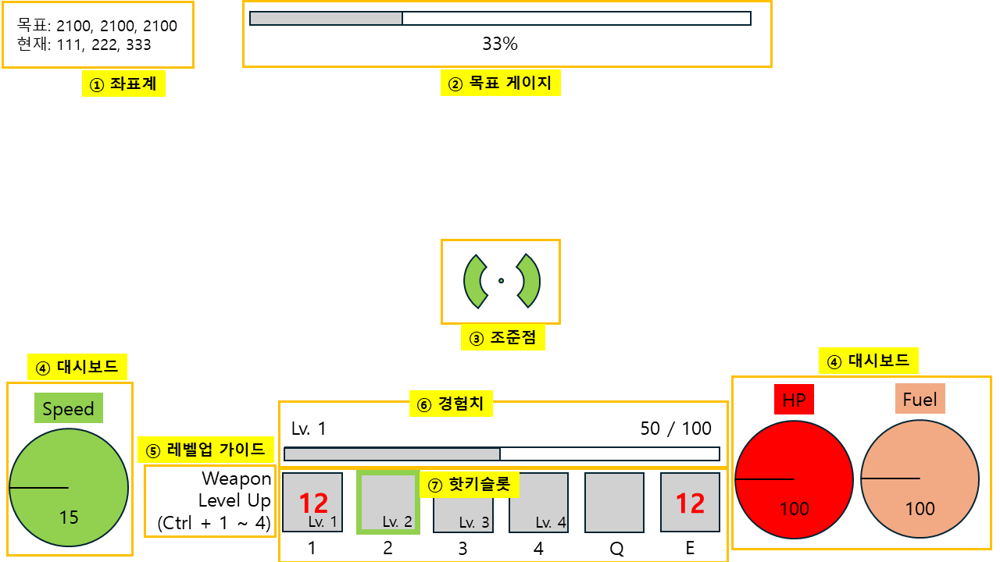 목표: 2100, 2100, 2100
현재: 111, 222, 333
① 좌표계
33%
② 목표 게이지
③ 조준점
④ 대시보드
Speed
15
⑤ 레벨업 가이드
Weapon
Level Up
(Ctrl + 1 ~ 4)
⑥ 경험치
Lv. 1
50 / 100
⑦ 핫키슬롯
12
Lv. 1
Lv. 2
Lv. 3
Lv. 4
12
1
2
3
4
Q
E
④ 대시보드
HP
Fuel
100
100